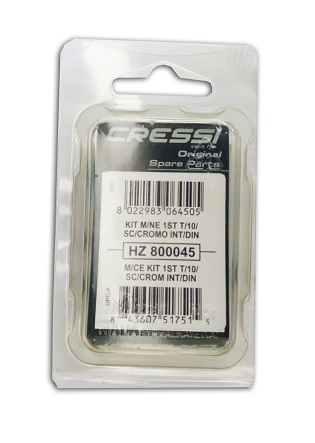 CRESSI
Original
Spare Parts
8 022983 064505
KIT M/NE 1ST T/10/
SC/CROMO INT/DIN
HZ 800045
M/CE KIT 1ST T/10/
SC/CROM INT/DIN
UPC-A
8 43607 51751 5